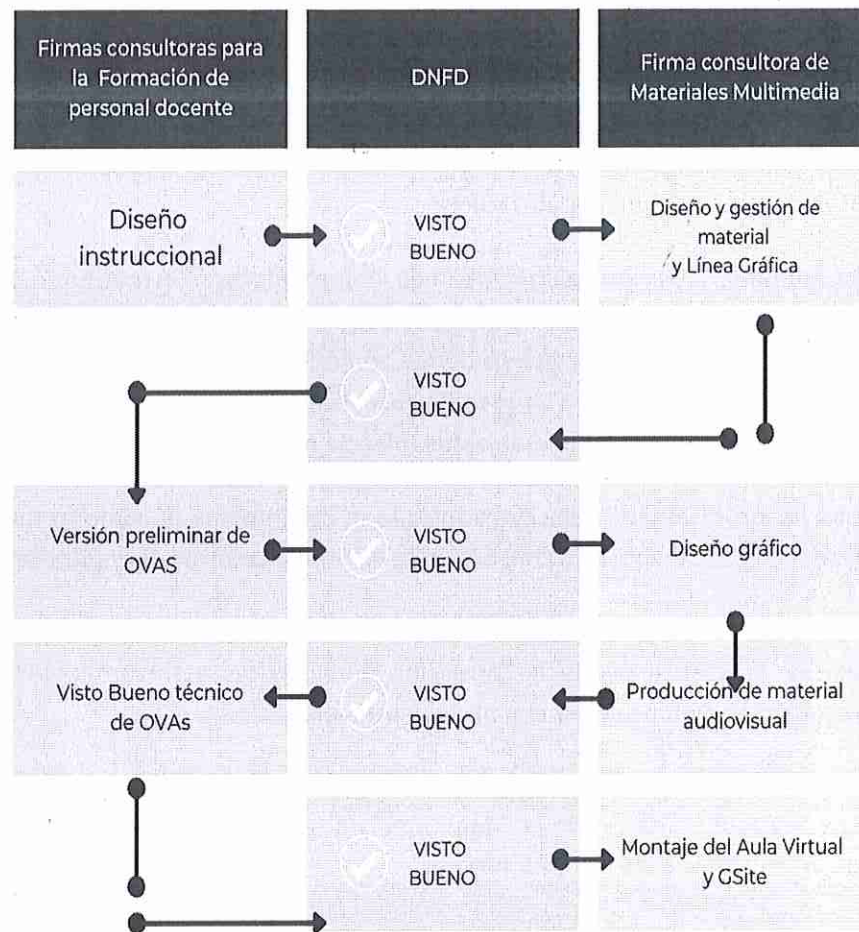 Firmas consultoras para
la Formación de
personal docente
DNFD
Firma consultora de
Materiales Multimedia
Diseño
instruccional
VISTO
BUENO
Diseño y gestión de
material
y Línea Gráfica
VISTO
BUENO
Versión preliminar de
OVAS
VISTO
BUENO
Diseño gráfico
Visto Bueno técnico
de OVAs
VISTO
BUENO
Producción de material
audiovisual
VISTO
BUENO
Montaje del Aula Virtual
y GSite